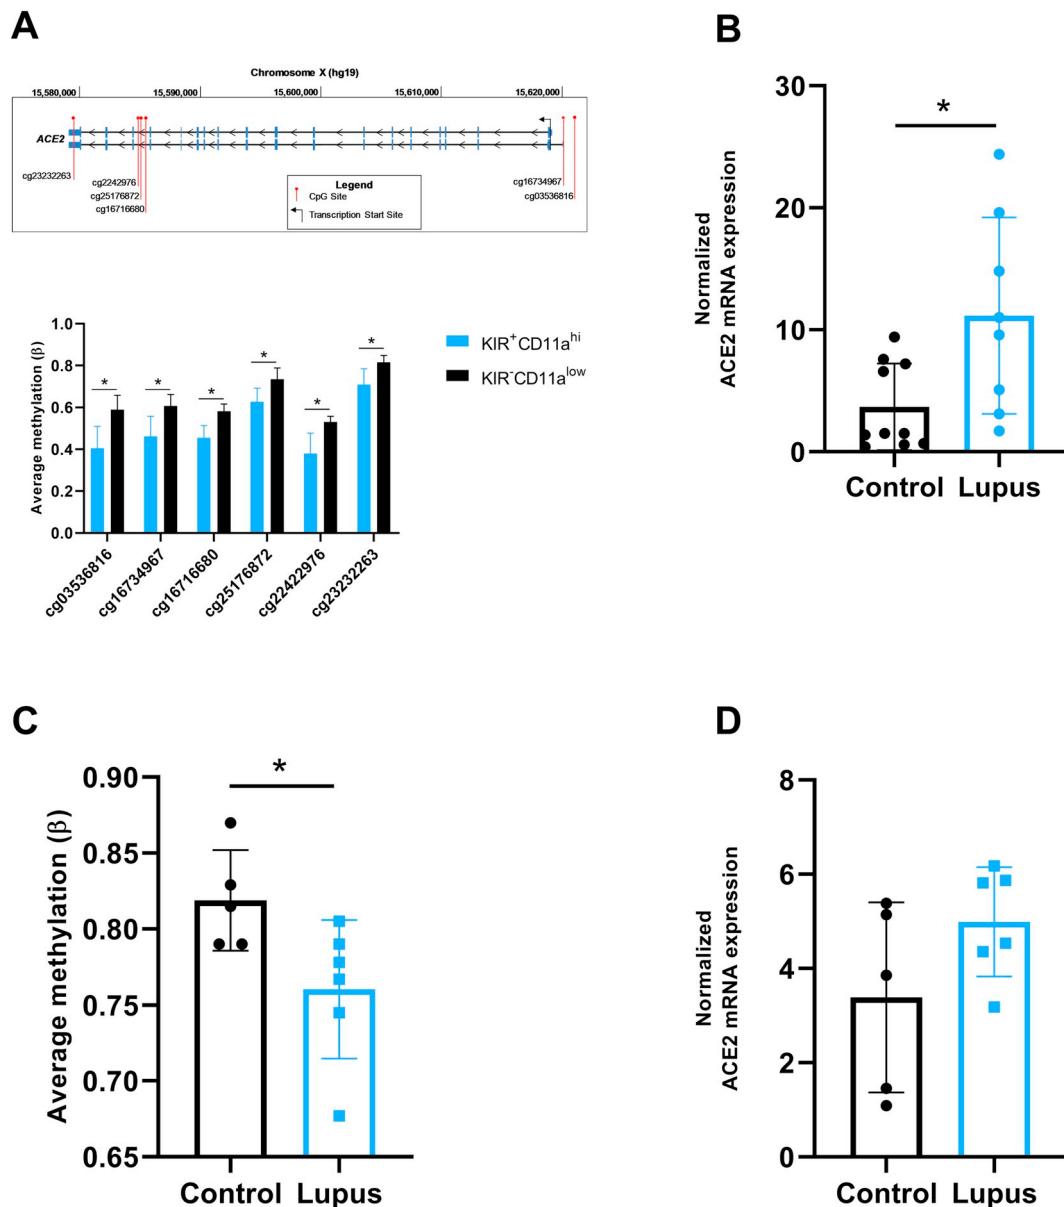 A
Chromosome X (hg19)
15,580,000 15,590,000 15,600,000 15,610,000 15,620,000
ACE2
cg23232263
cg2242976
cg25176872
cg16716680
cg16734967
cg03536816
Legend
CpG Site
Transcription Start Site
Average methylation (β)
1.0
0.8
0.6
0.4
0.2
0.0
* * * * * *
cg03536816 cg16734967 cg16716680 cg25176872 cg22422976 cg23232263
KIR+CD11ahi
KIR-CD11alow
B
Normalized
ACE2 mRNA expression
30
20
10
0
*
Control Lupus
C
Average methylation (β)
0.90
0.85
0.80
0.75
0.70
0.65
*
Control Lupus
D
Normalized
ACE2 mRNA expression
8
6
4
2
0
Control Lupus